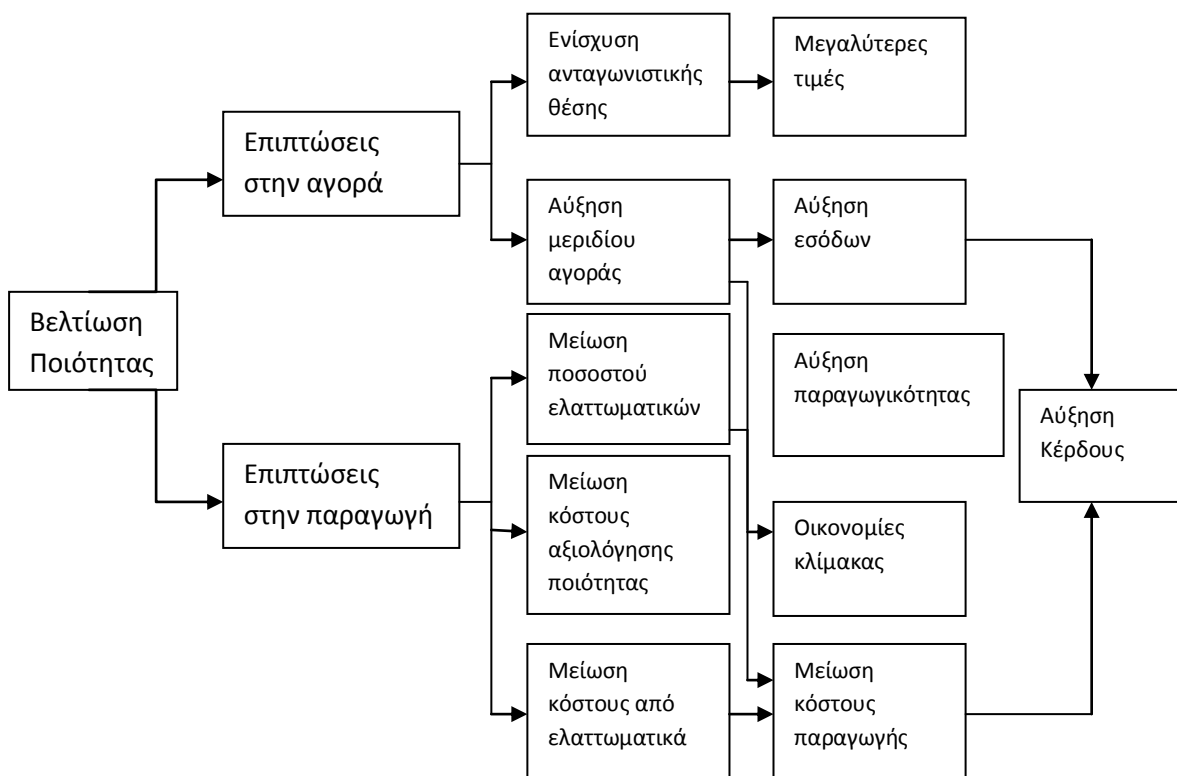 Ενίσχυση
ανταγωνιστικής
θέσης
Μεγαλύτερες
τιμές
Επιπτώσεις
στην αγορά
Αύξηση
μεριδίου
αγοράς
Αύξηση
εσόδων
Βελτίωση
Ποιότητας
Μείωση
ποσοστού
ελαττωματικών
Αύξηση
παραγωγικότητας
Αύξηση
Κέρδους
Επιπτώσεις
στην παραγωγή
Μείωση
κόστους
αξιολόγησης
ποιότητας
Οικονομίες
κλίμακας
Μείωση
κόστους από
ελαττωματικά
Μείωση
κόστους
παραγωγής